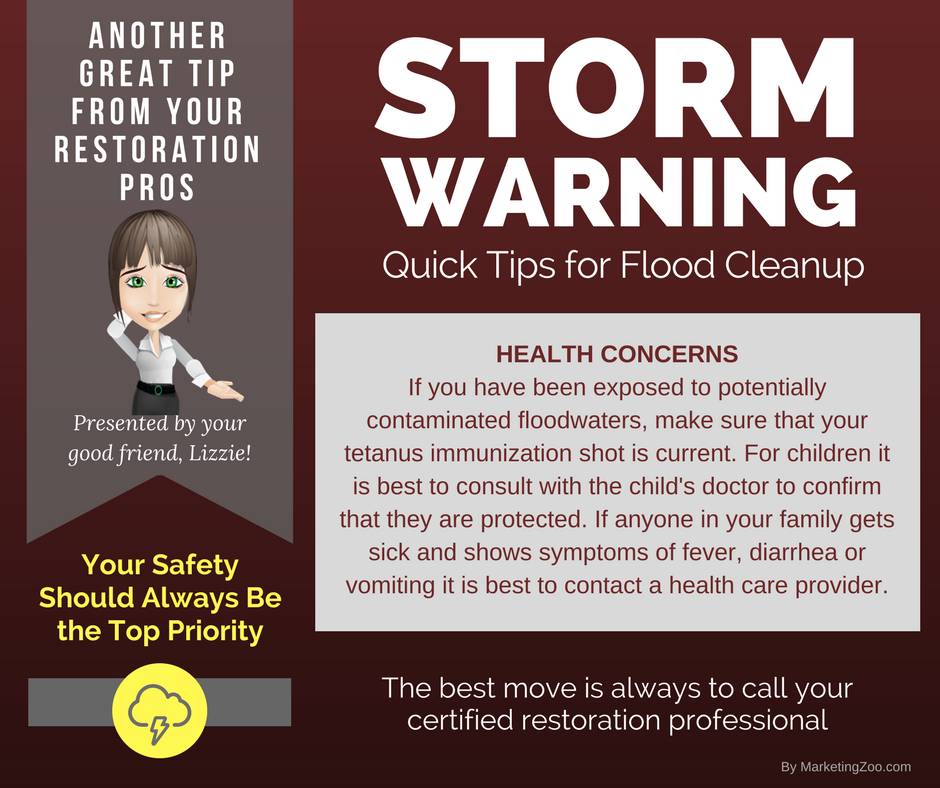 ANOTHER
GREAT TIP
FROM YOUR
RESTORATION
PROS
Presented by your
good friend, Lizzie!
Your Safety
Should Always Be
the Top Priority
STORM
WARNING
Quick Tips for Flood Cleanup
HEALTH CONCERNS
If you have been exposed to potentially
contaminated floodwaters, make sure that your
tetanus immunization shot is current. For children it
is best to consult with the child's doctor to confirm
that they are protected. If anyone in your family gets
sick and shows symptoms of fever, diarrhea or
vomiting it is best to contact a health care provider.
The best move is always to call your
certified restoration professional
By MarketingZoo.com